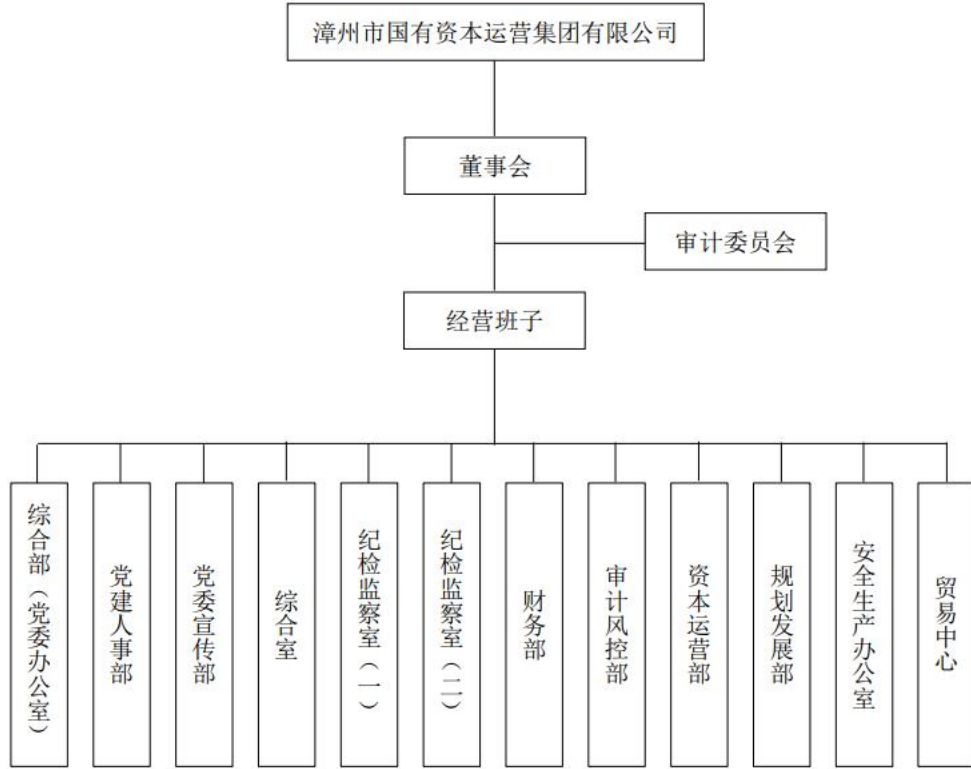 漳州市国有资本运营集团有限公司
董事会
审计委员会
经营班子
综合部（党委办公室）
党建人事部
党委宣传部
综合室
纪检监察室（一）
纪检监察室（二）
财务部
审计风控部
资本运营部
规划发展部
安全生产办公室
贸易中心